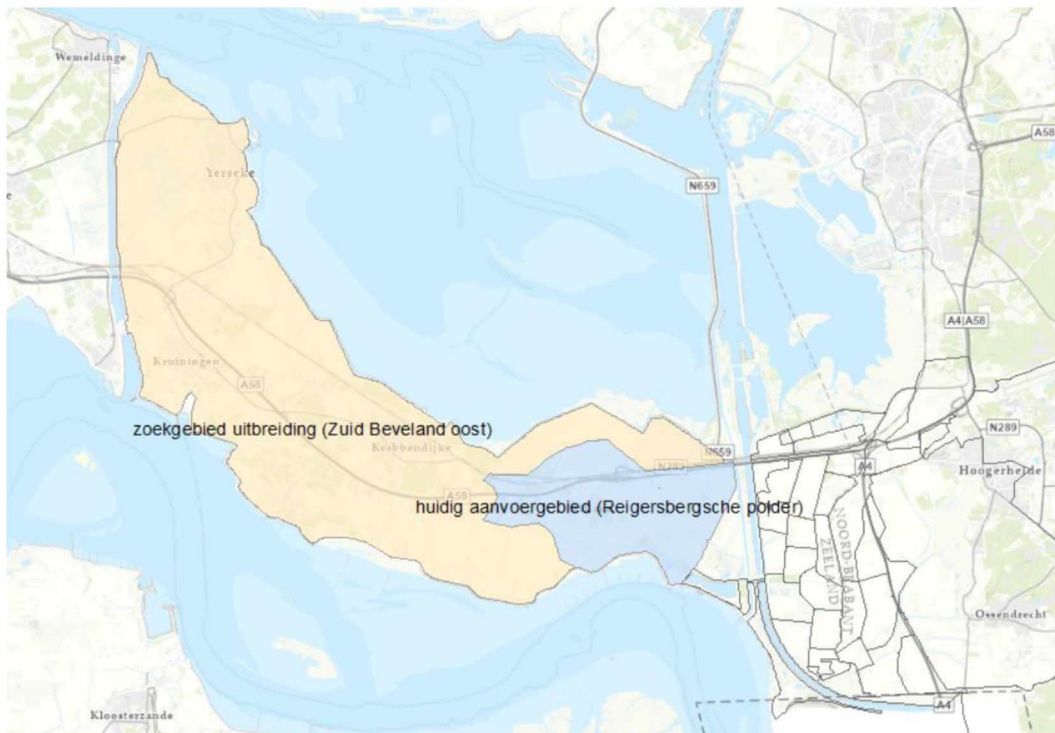 Wemeldinge
A58
Yerseke
N659
e
A4|A58
Kruiningen
A58
zoekgebied uitbreiding (Zuid Beveland oost)
Krabbendijke
N289
N659
N289
A4
Hoogerheide
A58
huidig aanvoergebied (Reigersbergsche polder)
NOORD-BRABANT
ZEELAND
Ossendrecht
A4
Kloosterzande